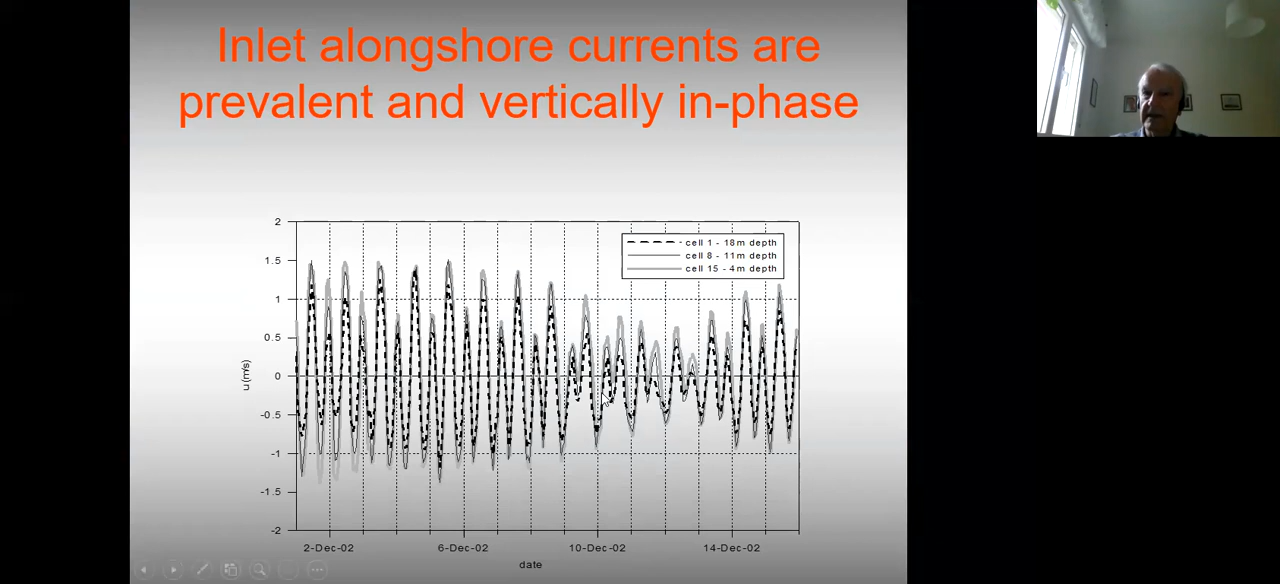 Inlet alongshore currents are
prevalent and vertically in-phase
2
1.5
1
0.5
0
-0.5
-1
-1.5
-2
u (m/s)
cell 1 - 18m depth
cell 8 - 11m depth
cell 15 - 4m depth
2-Dec-02
6-Dec-02
10-Dec-02
14-Dec-02
date